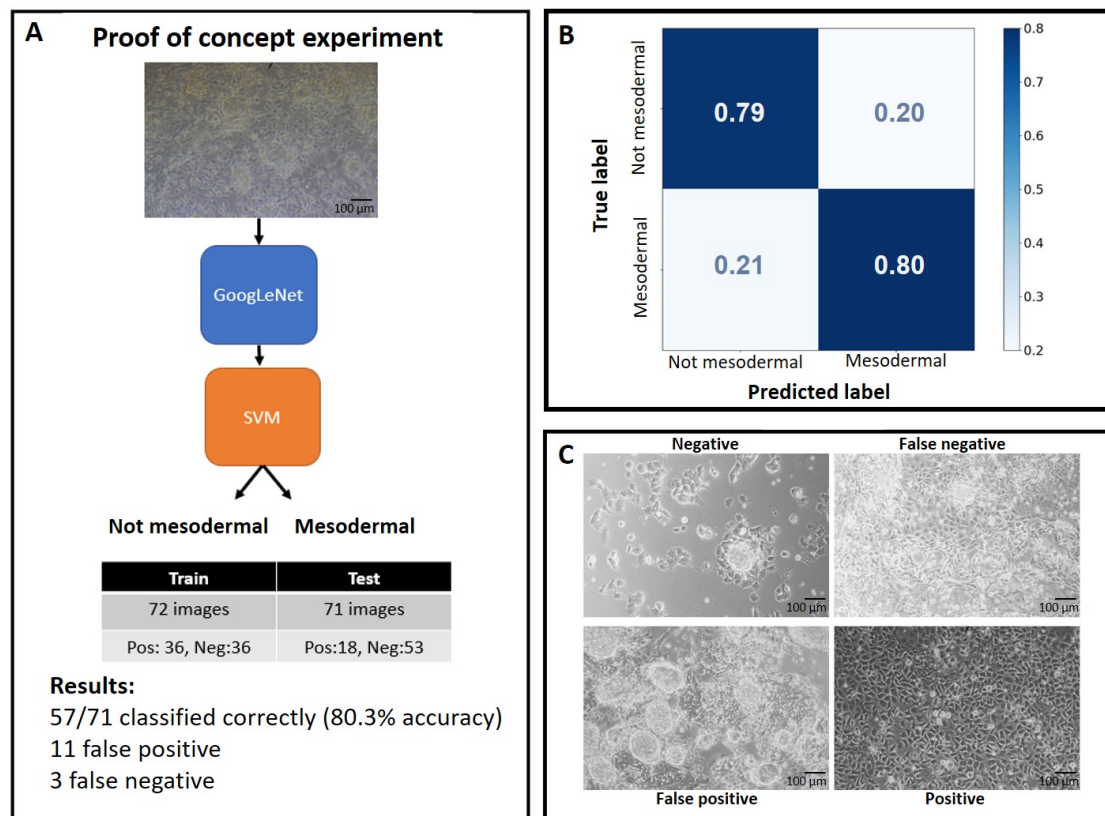 A
Proof of concept experiment
100 µm
GoogLeNet
SVM
Not mesodermal Mesodermal
Train Test
72 images 71 images
Pos: 36, Neg:36 Pos:18, Neg:53
Results:
57/71 classified correctly (80.3% accuracy)
11 false positive
3 false negative
B
True label
Not mesodermal
Mesodermal
0.79 0.20
0.21 0.80
Not mesodermal Mesodermal
Predicted label
0.8
0.7
0.6
0.5
0.4
0.3
0.2
C
Negative False negative
100 µm 100 µm
100 µm 100 µm
False positive Positive